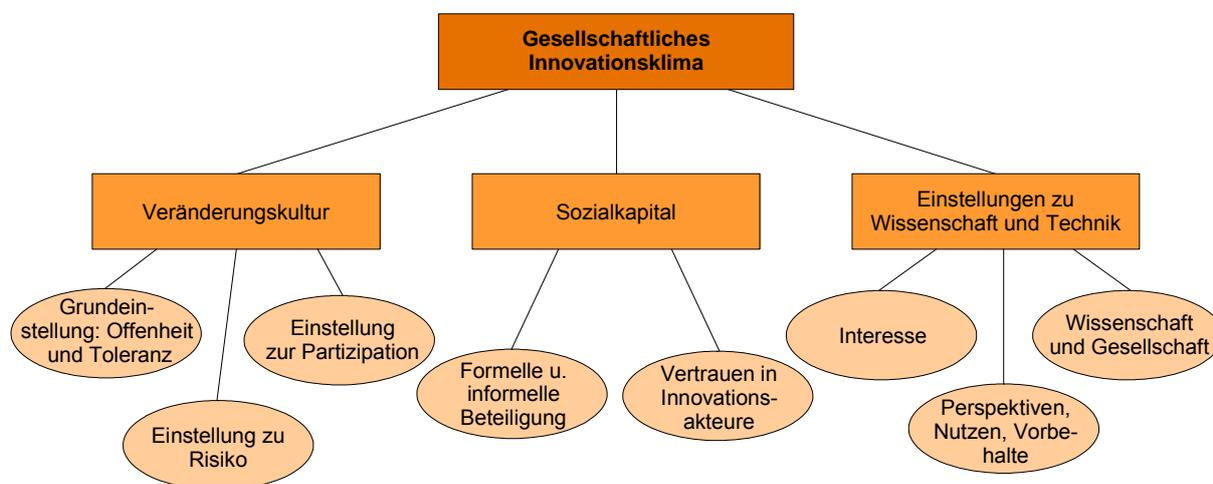 Gesellschaftliches
Innovationsklima
Veränderungskultur
Sozialkapital
Einstellungen zu
Wissenschaft und Technik
Grundein-
stellung: Offenheit
und Toleranz
Einstellung zu
Risiko
Einstellung
zur Partizipation
Formelle u.
informelle
Beteiligung
Vertrauen in
Innovations-
akteure
Interesse
Perspektiven,
Nutzen, Vorbe-
halte
Wissenschaft
und Gesellschaft